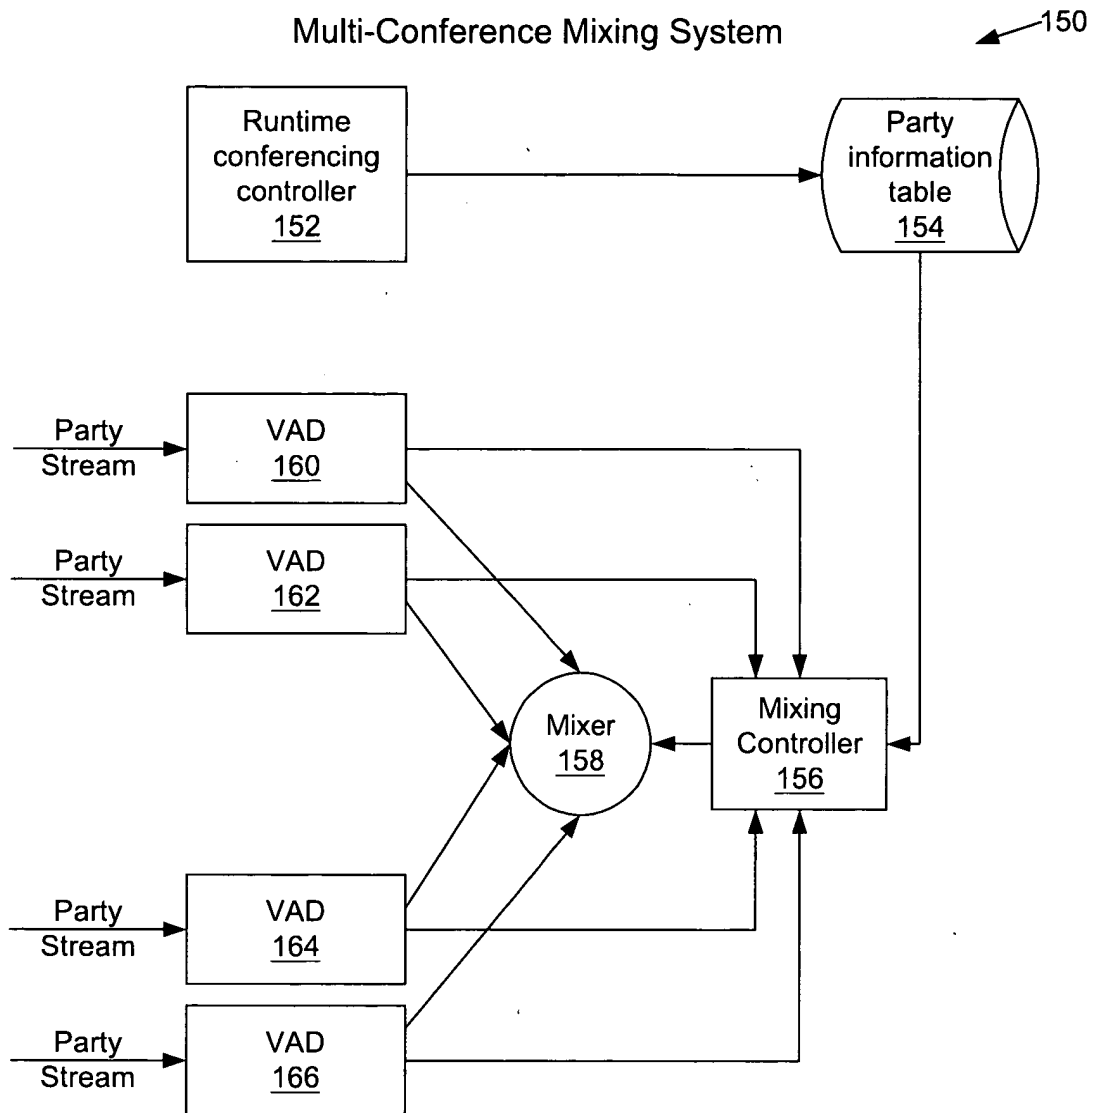 Multi-Conference Mixing System
150
Runtime
conferencing
controller
152
Party
information
table
154
Party
Stream
VAD
160
Party
Stream
VAD
162
Mixer
158
Mixing
Controller
156
Party
Stream
VAD
164
Party
Stream
VAD
166